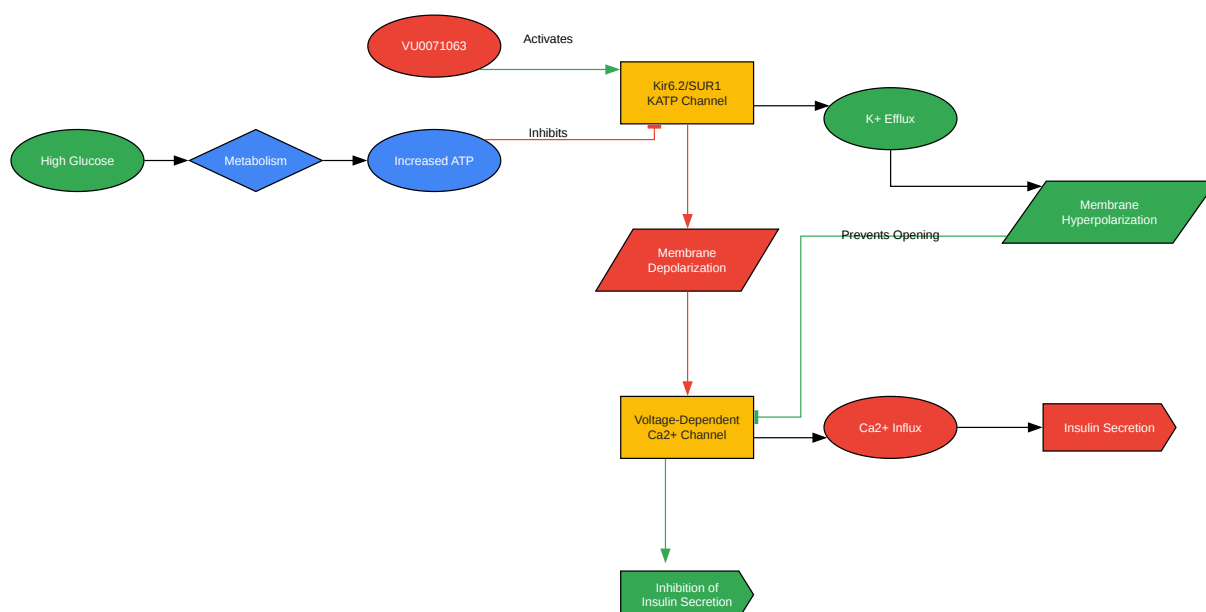 VU0071063
Activates
Kir6.2/SUR1
KATP Channel
K+ Efflux
High Glucose
Metabolism
Increased ATP
Inhibits
Membrane
Hyperpolarization
Prevents Opening
Membrane
Depolarization
Voltage-Dependent
Ca2+ Channel
Ca2+ Influx
Insulin Secretion
Inhibition of
Insulin Secretion